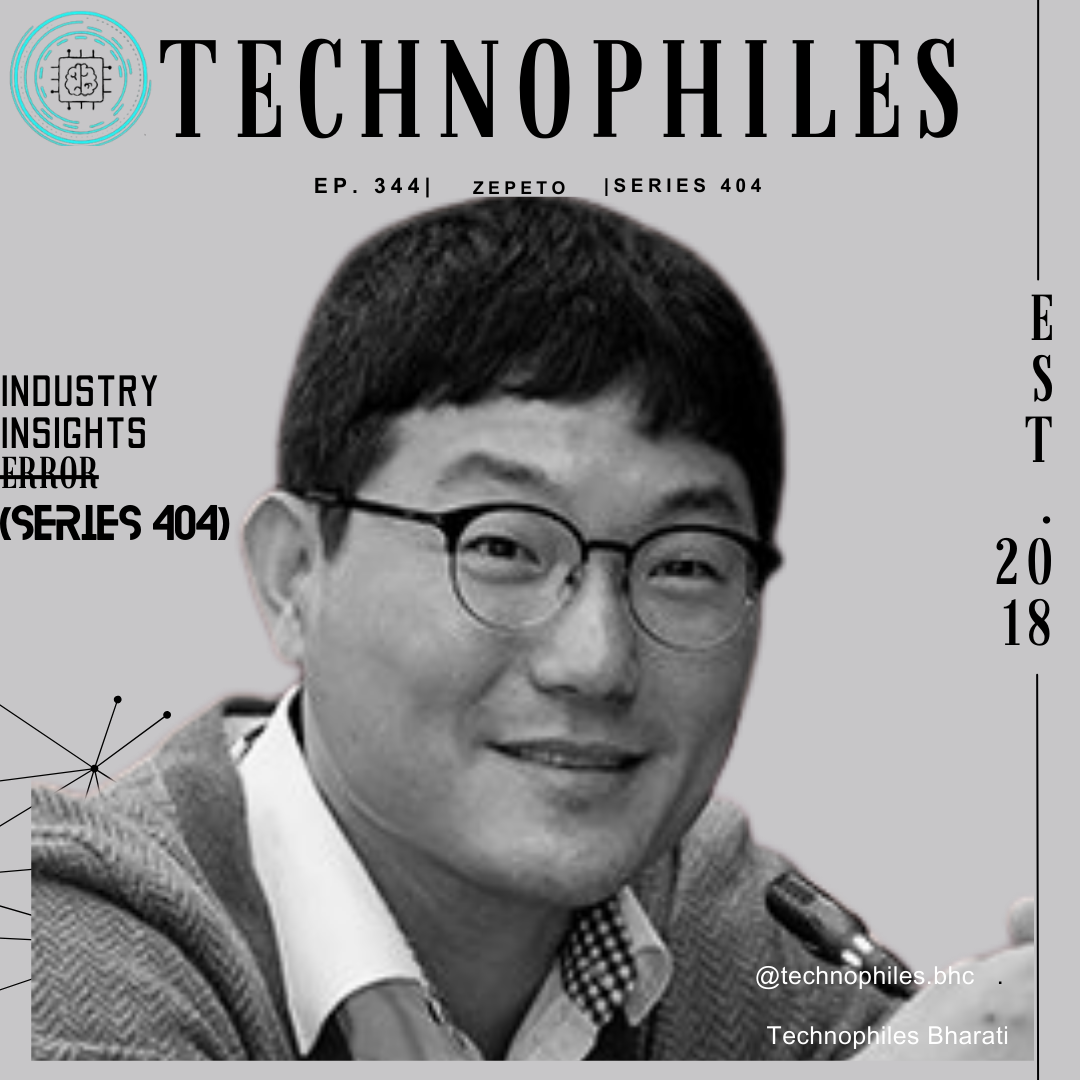 TECHNOPHILES
EP. 344| ZEPETO |SERIES 404
INDUSTRY
INSIGHTS
ERROR
(SERIES 404)
EST.
20
18
@technophiles.bhc .
Technophiles Bharati